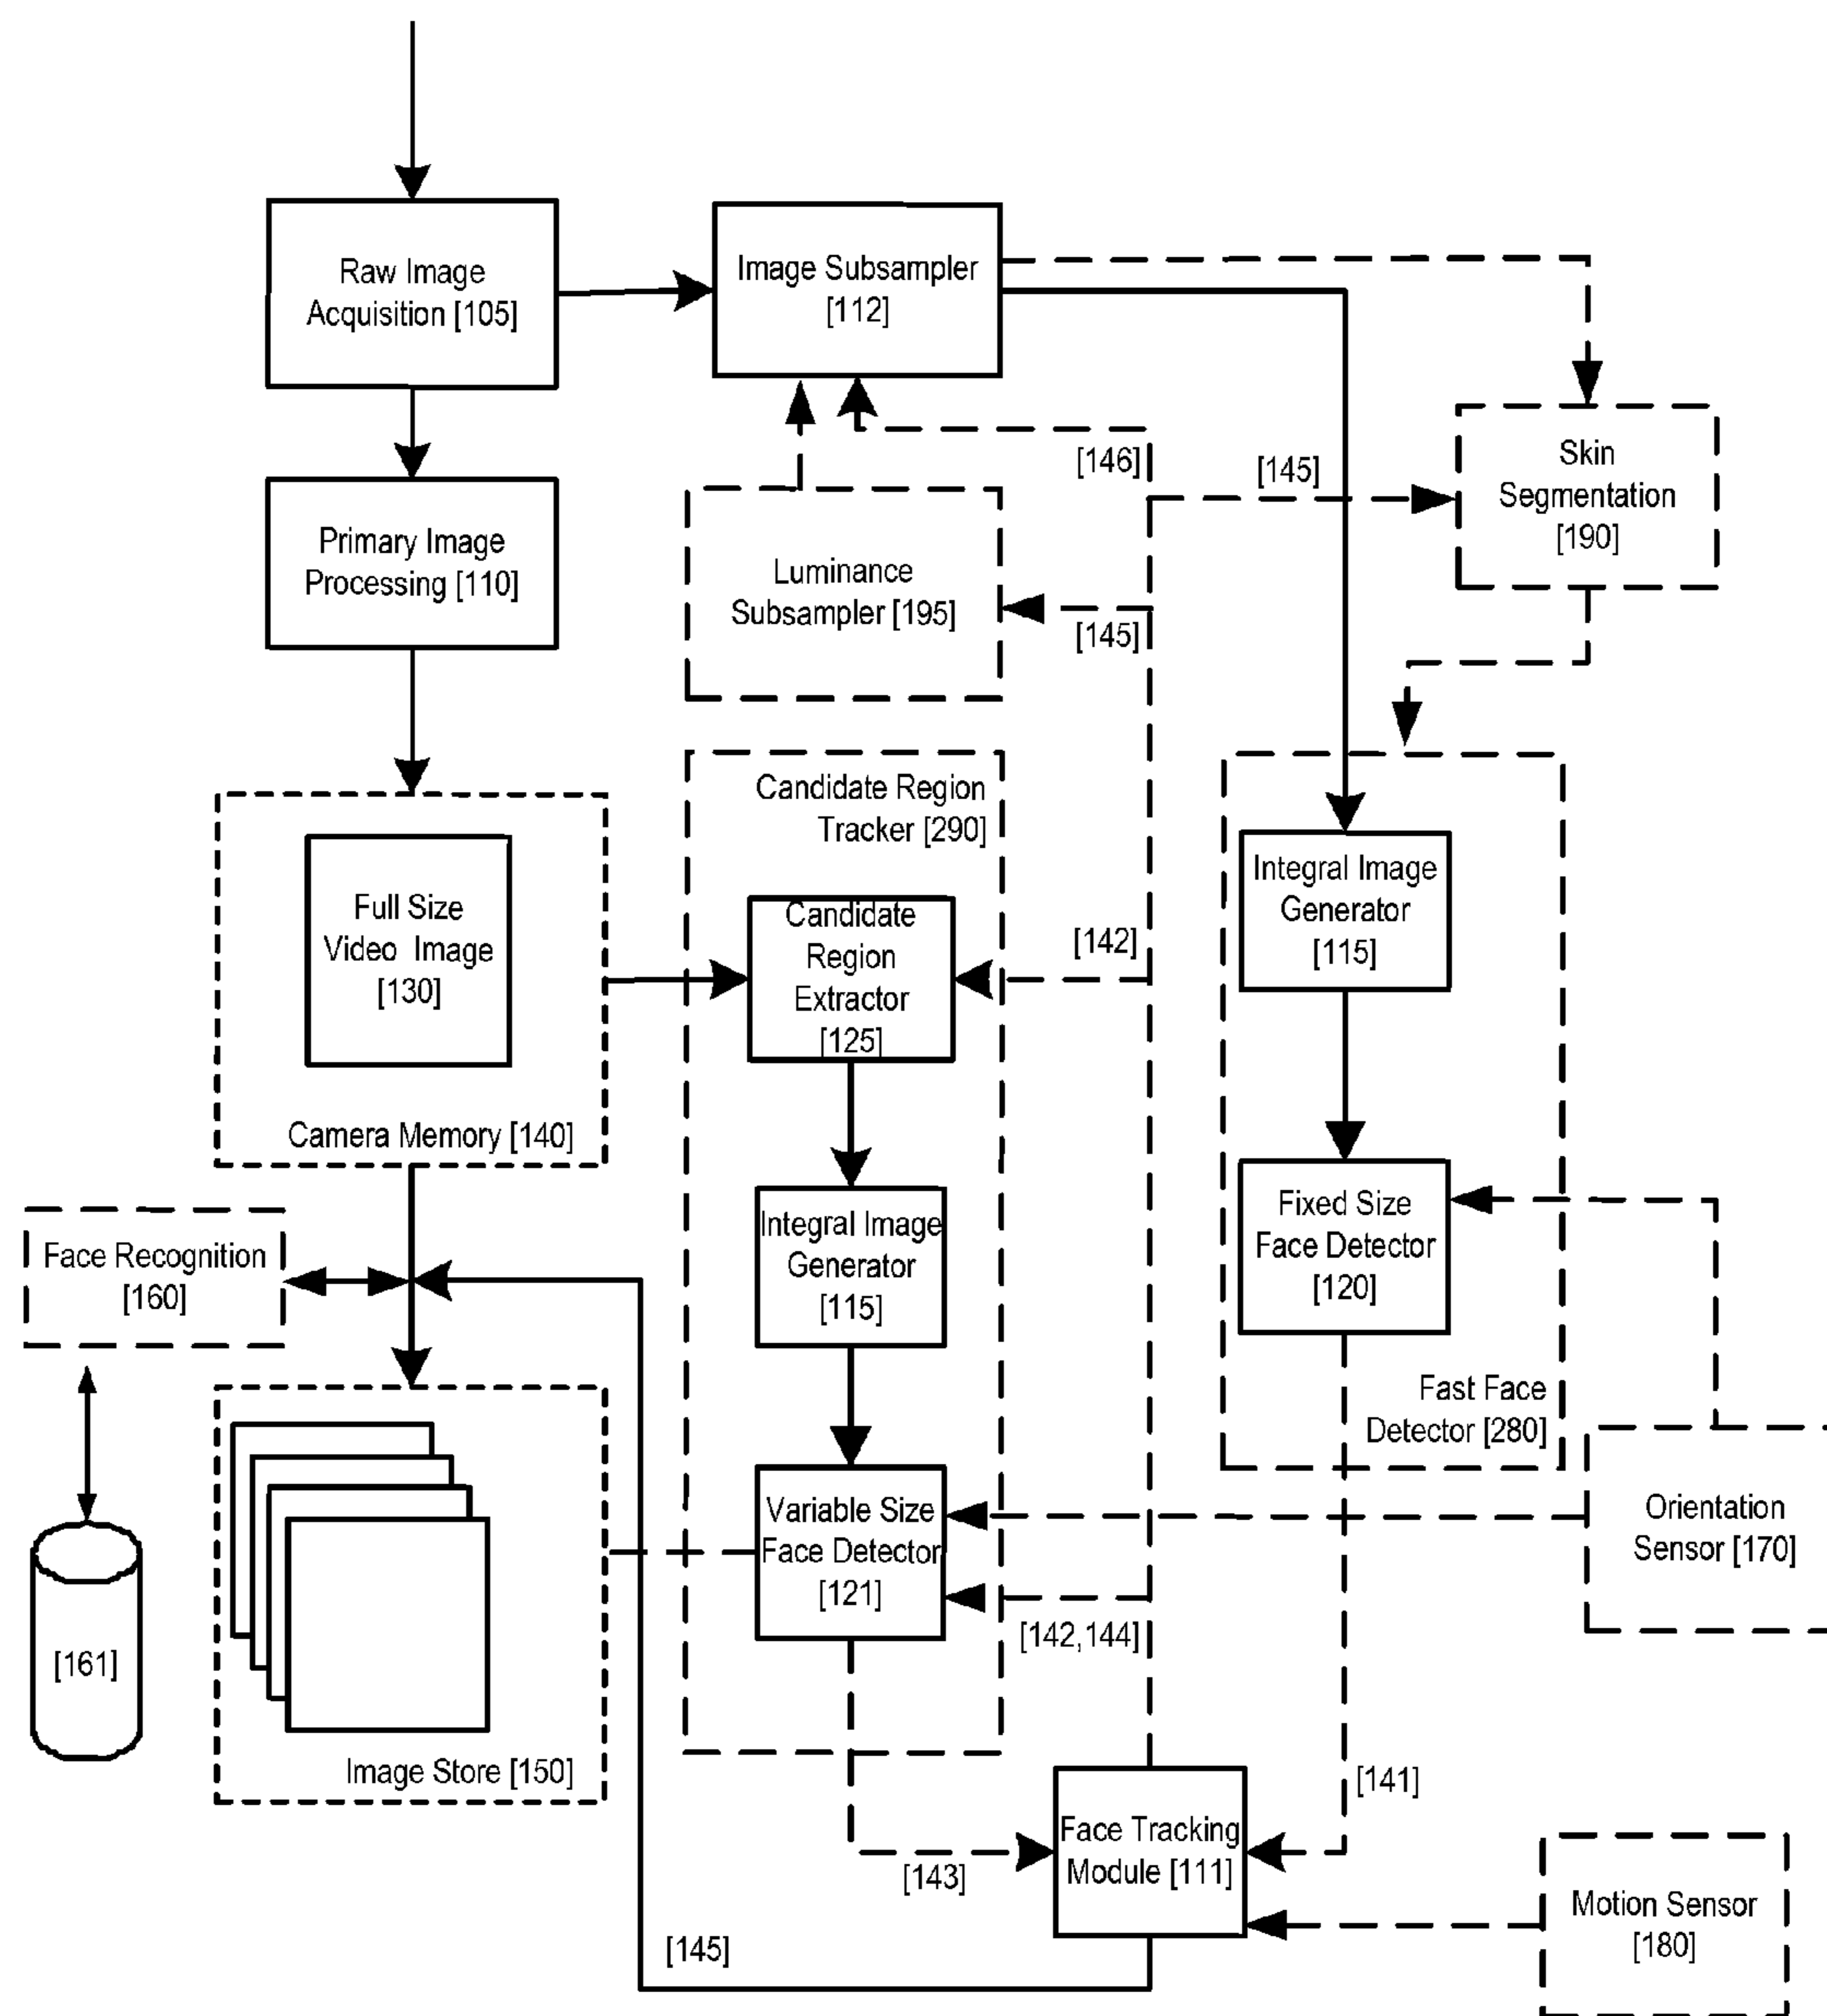 Raw Image
Acquisition [105]
Image Subsampler
[112]
[146]
[145]
Skin
Segmentation
[190]
Primary Image
Processing [110]
Luminance
Subsampler [195]
[145]
Candidate Region
Tracker [290]
Full Size
Video Image
[130]
Camera Memory [140]
Candidate
Region
Extractor
[125]
[142]
Integral Image
Generator
[115]
Face Recognition
[160]
Integral Image
Generator
[115]
Fixed Size
Face Detector
[120]
Fast Face
Detector [280]
Variable Size
Face Detector
[121]
[142,144]
Orientation
Sensor [170]
[161]
Image Store [150]
[141]
[143]
Face Tracking
Module [111]
Motion Sensor
[180]
[145]